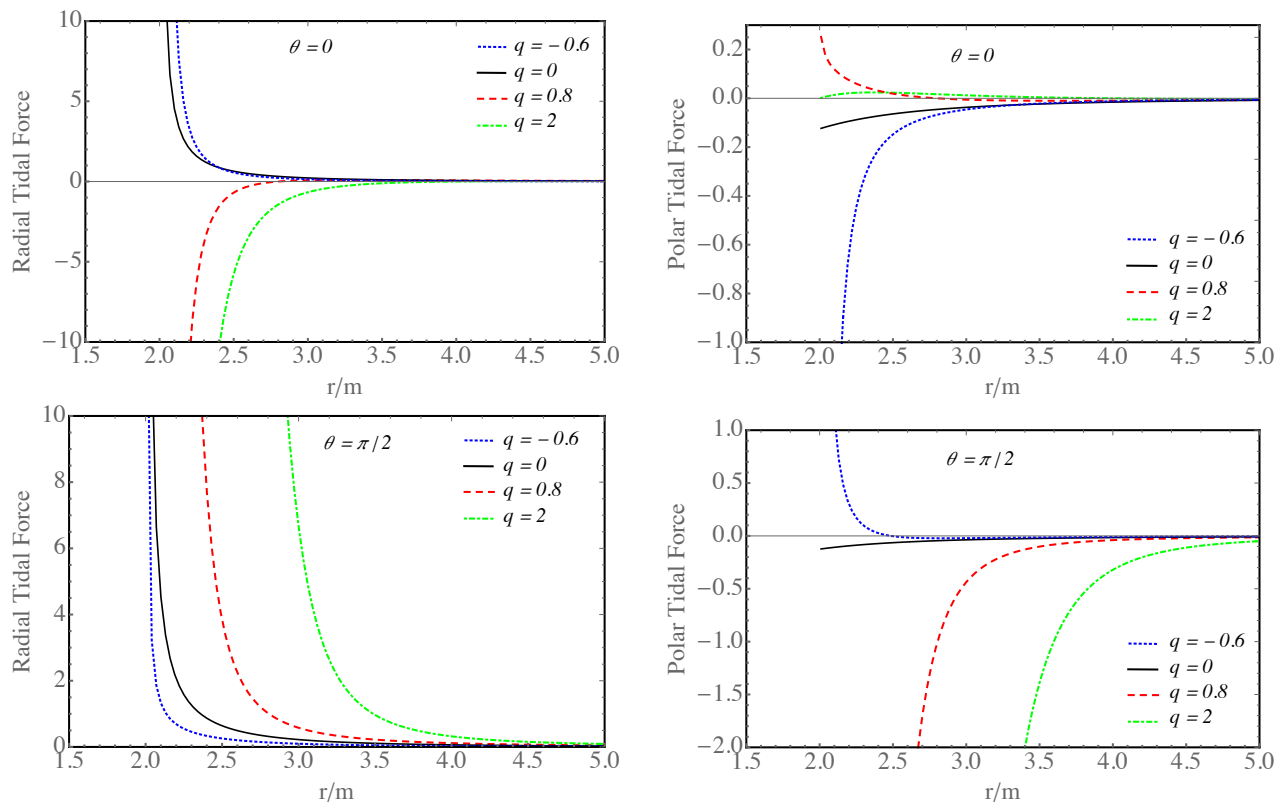 Radial Tidal Force
10
5
0
−5
−10
θ = 0
q = − 0.6
q = 0
q = 0.8
q = 2
1.5 2.0 2.5 3.0 3.5 4.0 4.5 5.0
r/m
Polar Tidal Force
0.2
0.0
−0.2
−0.4
−0.6
−0.8
−1.0
θ = 0
q = − 0.6
q = 0
q = 0.8
q = 2
1.5 2.0 2.5 3.0 3.5 4.0 4.5 5.0
r/m
Radial Tidal Force
10
8
6
4
2
0
θ = π / 2
q = − 0.6
q = 0
q = 0.8
q = 2
1.5 2.0 2.5 3.0 3.5 4.0 4.5 5.0
r/m
Polar Tidal Force
1.0
0.5
0.0
−0.5
−1.0
−1.5
−2.0
θ = π / 2
q = − 0.6
q = 0
q = 0.8
q = 2
1.5 2.0 2.5 3.0 3.5 4.0 4.5 5.0
r/m